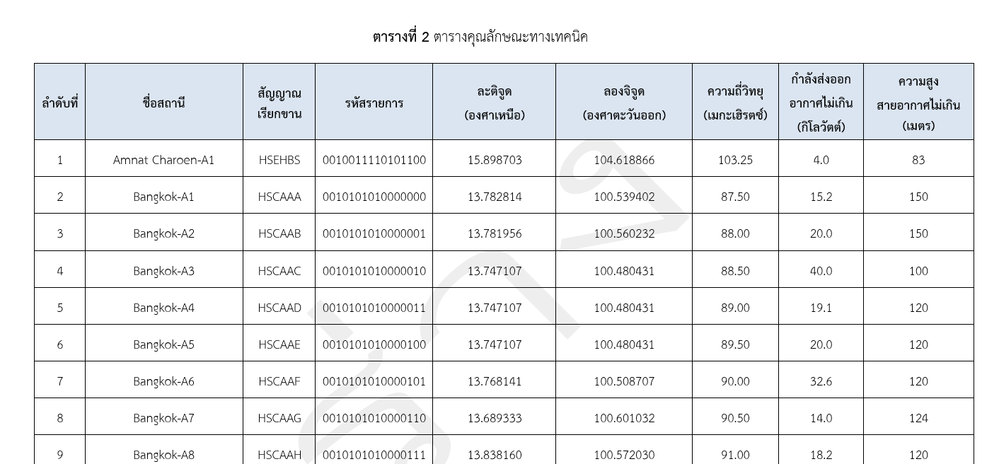 ตารางที่ 2 ตารางคุณลักษณะทางเทคนิค
ลำดับที่ ชื่อสถานี สัญญาณเรียกขาน รหัสรายการ ละติจูด (องศาเหนือ) ลองจิจูด (องศาตะวันออก) ความถี่วิทยุ (เมกะเฮิรตซ์) กำลังส่งออกอากาศไม่เกิน (กิโลวัตต์) ความสูงสายอากาศไม่เกิน (เมตร)
1 Amnat Charoen-A1 HSEHBS 0010011110101100 15.898703 104.618866 103.25 4.0 83
2 Bangkok-A1 HSCAAA 0010101010000000 13.782814 100.539402 87.50 15.2 150
3 Bangkok-A2 HSCAAB 0010101010000001 13.781956 100.560232 88.00 20.0 150
4 Bangkok-A3 HSCAAC 0010101010000010 13.747107 100.480431 88.50 40.0 100
5 Bangkok-A4 HSCAAD 0010101010000011 13.747107 100.480431 89.00 19.1 120
6 Bangkok-A5 HSCAAE 0010101010000100 13.747107 100.480431 89.50 20.0 120
7 Bangkok-A6 HSCAAF 0010101010000101 13.768141 100.508707 90.00 32.6 120
8 Bangkok-A7 HSCAAG 0010101010000110 13.689333 100.601032 90.50 14.0 124
9 Bangkok-A8 HSCAAH 0010101010000111 13.838160 100.572030 91.00 18.2 120